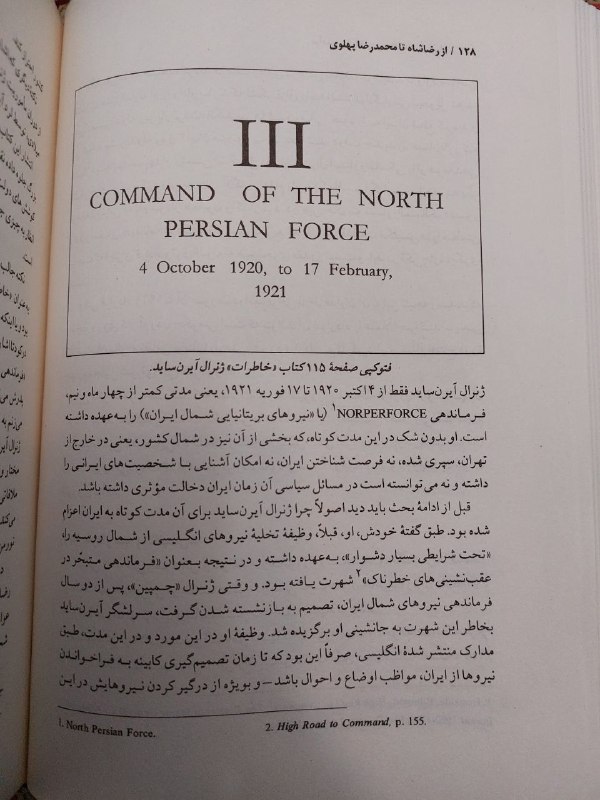 ۱۲۸ / از رضاشاه تا محمدرضا پهلوی
III
COMMAND OF THE NORTH
PERSIAN FORCE
4 October 1920, to 17 February,
1921
فتوکپی صفحهٔ ۱۱۵ کتاب «خاطرات» ژنرال آیرن‌ساید.
ژنرال آیرن‌ساید فقط از ۴ اکتبر ۱۹۲۰ تا ۱۷ فوریه ۱۹۲۱، یعنی مدتی کمتر از چهار ماه و نیم،
فرماندهی NORPERFORCE۱ (یا «نیروهای بریتانیایی شمال ایران») را به‌عهده داشته
است. او بدون شک در این مدت کوتاه، که بخشی از آن نیز در شمال کشور، یعنی در خارج از
تهران، سپری شده، نه فرصت شناختن ایران، نه امکان آشنایی با شخصیت‌های ایرانی را
داشته و نه می‌توانسته است در مسائل سیاسی آن زمان ایران دخالت مؤثری داشته باشد.
قبل از ادامهٔ بحث باید دید اصولاً چرا ژنرال آیرن‌ساید برای آن مدت کوتاه به ایران اعزام
شده بود. طبق گفتهٔ خودش، او، قبلاً، وظیفهٔ تخلیهٔ نیروهای انگلیسی از شمال روسیه را،
«تحت شرایطی بسیار دشوار»، به‌عهده داشته و در نتیجه بعنوان «فرماندهی متبحّر در
عقب‌نشینی‌های خطرناک»۲ شهرت یافته بود. و وقتی ژنرال «چمپین»، پس از دو سال
فرماندهی نیروهای شمال ایران، تصمیم به بازنشسته شدن گرفت، سرلشگر آیرن‌ساید
بخاطر این شهرت به جانشینی او برگزیده شد. وظیفهٔ او در این مورد و در این مدت، طبق
مدارک منتشر شدهٔ انگلیسی، صرفاً این بود که تا زمان تصمیم‌گیری کابینه به فراخواندن
نیروها از ایران، مواظب اوضاع و احوال باشد — و بویژه از درگیر کردن نیروهایش در این
1. North Persian Force.
2. High Road to Command, p. 155.